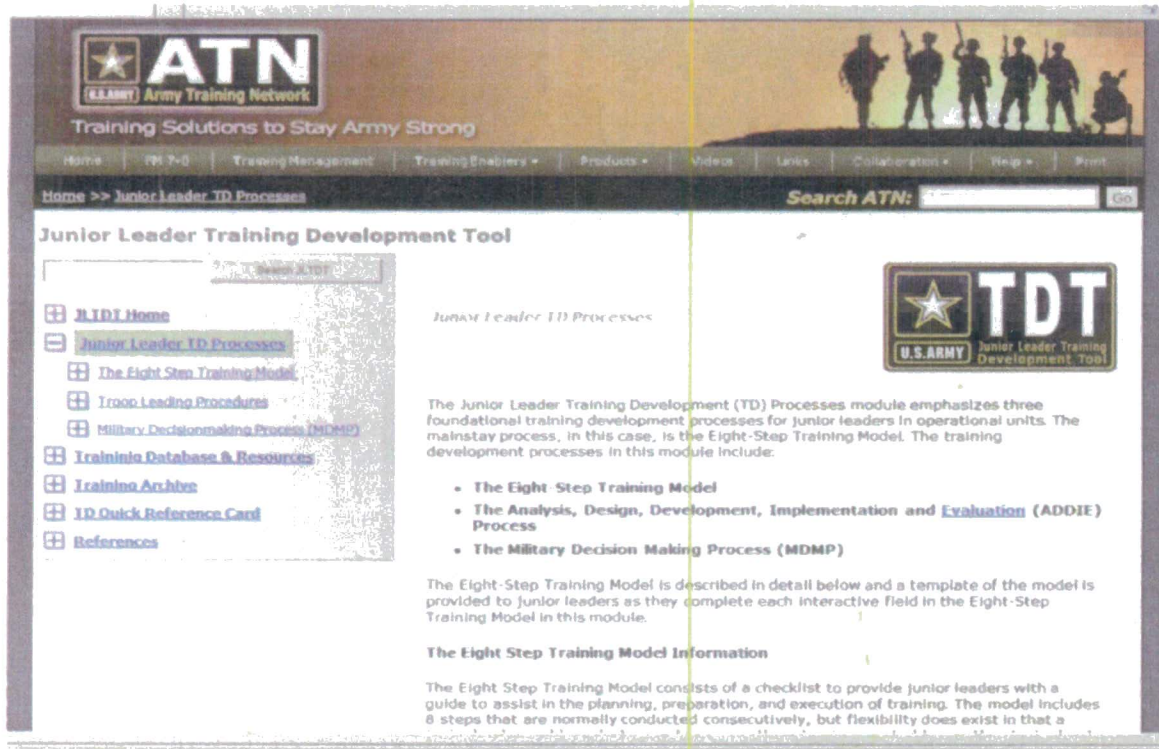 ATN
U.S.ARMY Army Training Network
Training Solutions to Stay Army Strong
Home FM 7-0 Training Management Training Enablers Products Videos Links Collaboration Help Print
Home >> Junior Leader TD Processes Search ATN: Go
Junior Leader Training Development Tool
Search JLTDT
JLTDT Home
Junior Leader TD Processes
The Eight Step Training Model
Troop Leading Procedures
Military Decisionmaking Process (MDMP)
Traininig Database & Resources
Training Archive
TD Quick Reference Card
References
Junior Leader TD Processes
TDT
U.S.ARMY Junior Leader Training
Development Tool
The Junior Leader Training Development (TD) Processes module emphasizes three
foundational training development processes for junior leaders in operational units. The
mainstay process, in this case, is the Eight-Step Training Model. The training
development processes in this module include:
• The Eight-Step Training Model
• The Analysis, Design, Development, Implementation and Evaluation (ADDIE)
Process
• The Military Decision Making Process (MDMP)
The Eight-Step Training Model is described in detail below and a template of the model is
provided to junior leaders as they complete each interactive field in the Eight-Step
Training Model in this module.
The Eight Step Training Model Information
The Eight Step Training Model consists of a checklist to provide junior leaders with a
guide to assist in the planning, preparation, and execution of training. The model includes
8 steps that are normally conducted consecutively, but flexibility does exist in that a